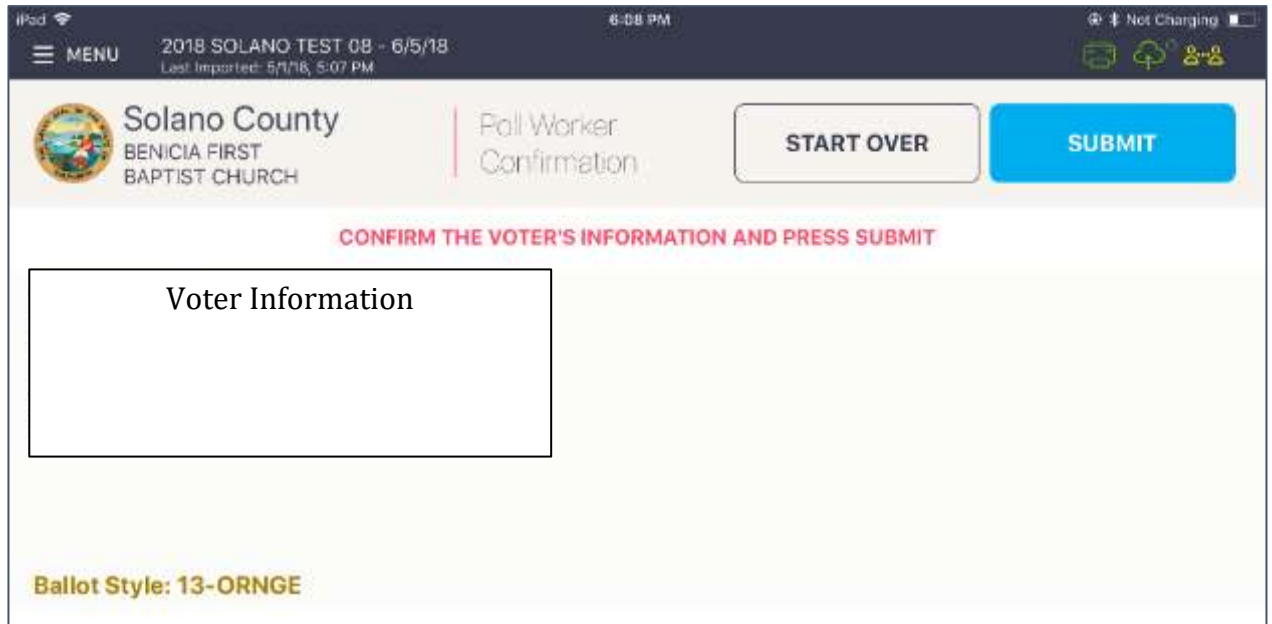 iPad 6:08 PM Not Charging
MENU 2018 SOLANO TEST 08 - 6/5/18
Last Imported: 5/1/18, 5:07 PM
Solano County
BENICIA FIRST
BAPTIST CHURCH
Poll Worker
Confirmation
START OVER
SUBMIT
CONFIRM THE VOTER'S INFORMATION AND PRESS SUBMIT
Voter Information
Ballot Style: 13-ORNGE